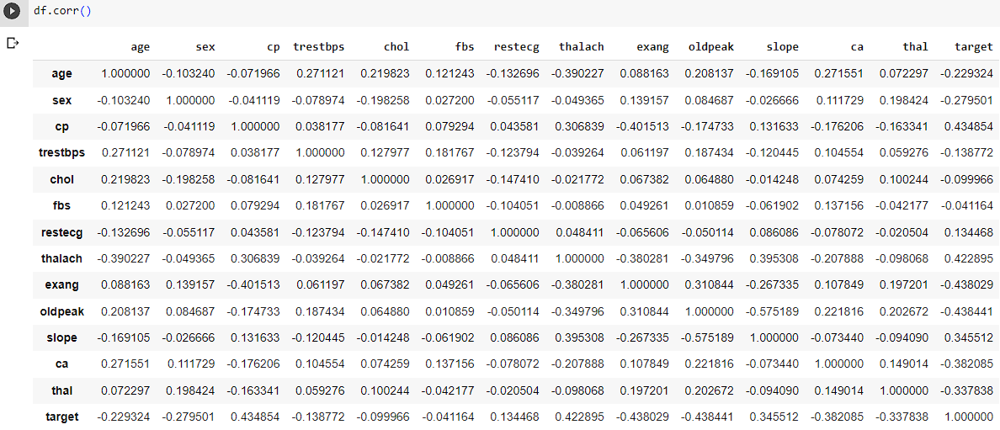 df.corr()
age sex cp trestbps chol fbs restecg thalach exang oldpeak slope ca thal target
age 1.000000 -0.103240 -0.071966 0.271121 0.219823 0.121243 -0.132696 -0.390227 0.088163 0.208137 -0.169105 0.271551 0.072297 -0.229324
sex -0.103240 1.000000 -0.041119 -0.078974 -0.198258 0.027200 -0.055117 -0.049365 0.139157 0.084687 -0.026666 0.111729 0.198424 -0.279501
cp -0.071966 -0.041119 1.000000 0.038177 -0.081641 0.079294 0.043581 0.306839 -0.401513 -0.174733 0.131633 -0.176206 -0.163341 0.434854
trestbps 0.271121 -0.078974 0.038177 1.000000 0.127977 0.181767 -0.123794 -0.039264 0.061197 0.187434 -0.120445 0.104554 0.059276 -0.138772
chol 0.219823 -0.198258 -0.081641 0.127977 1.000000 0.026917 -0.147410 -0.021772 0.067382 0.064880 -0.014248 0.074259 0.100244 -0.099966
fbs 0.121243 0.027200 0.079294 0.181767 0.026917 1.000000 -0.104051 -0.008866 0.049261 0.010859 -0.061902 0.137156 -0.042177 -0.041164
restecg -0.132696 -0.055117 0.043581 -0.123794 -0.147410 -0.104051 1.000000 0.048411 -0.065606 -0.050114 0.086086 -0.078072 -0.020504 0.134468
thalach -0.390227 -0.049365 0.306839 -0.039264 -0.021772 -0.008866 0.048411 1.000000 -0.380281 -0.349796 0.395308 -0.207888 -0.098068 0.422895
exang 0.088163 0.139157 -0.401513 0.061197 0.067382 0.049261 -0.065606 -0.380281 1.000000 0.310844 -0.267335 0.107849 0.197201 -0.438029
oldpeak 0.208137 0.084687 -0.174733 0.187434 0.064880 0.010859 -0.050114 -0.349796 0.310844 1.000000 -0.575189 0.221816 0.202672 -0.438441
slope -0.169105 -0.026666 0.131633 -0.120445 -0.014248 -0.061902 0.086086 0.395308 -0.267335 -0.575189 1.000000 -0.073440 -0.094090 0.345512
ca 0.271551 0.111729 -0.176206 0.104554 0.074259 0.137156 -0.078072 -0.207888 0.107849 0.221816 -0.073440 1.000000 0.149014 -0.382085
thal 0.072297 0.198424 -0.163341 0.059276 0.100244 -0.042177 -0.020504 -0.098068 0.197201 0.202672 -0.094090 0.149014 1.000000 -0.337838
target -0.229324 -0.279501 0.434854 -0.138772 -0.099966 -0.041164 0.134468 0.422895 -0.438029 -0.438441 0.345512 -0.382085 -0.337838 1.000000